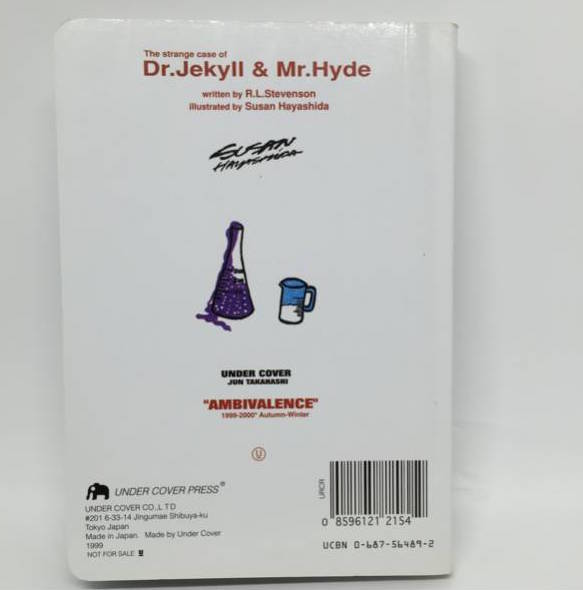 The strange case of
Dr.Jekyll & Mr.Hyde
written by R.L.Stevenson
illustrated by Susan Hayashida
SUSAN
HAYASHIDA
UNDER COVER
JUN TAKAHASHI
"AMBIVALENCE"
1999-2000" Autumn-Winter
U
UNDER COVER PRESS®
UNDER COVER CO.,LTD
#201 6-33-14 Jingumae Shibuya-ku
Tokyo Japan
Made in Japan. Made by Under Cover
1999
NOT FOR SALE
URCR
0 8596121 2154
UCBN 0-687-56489-2